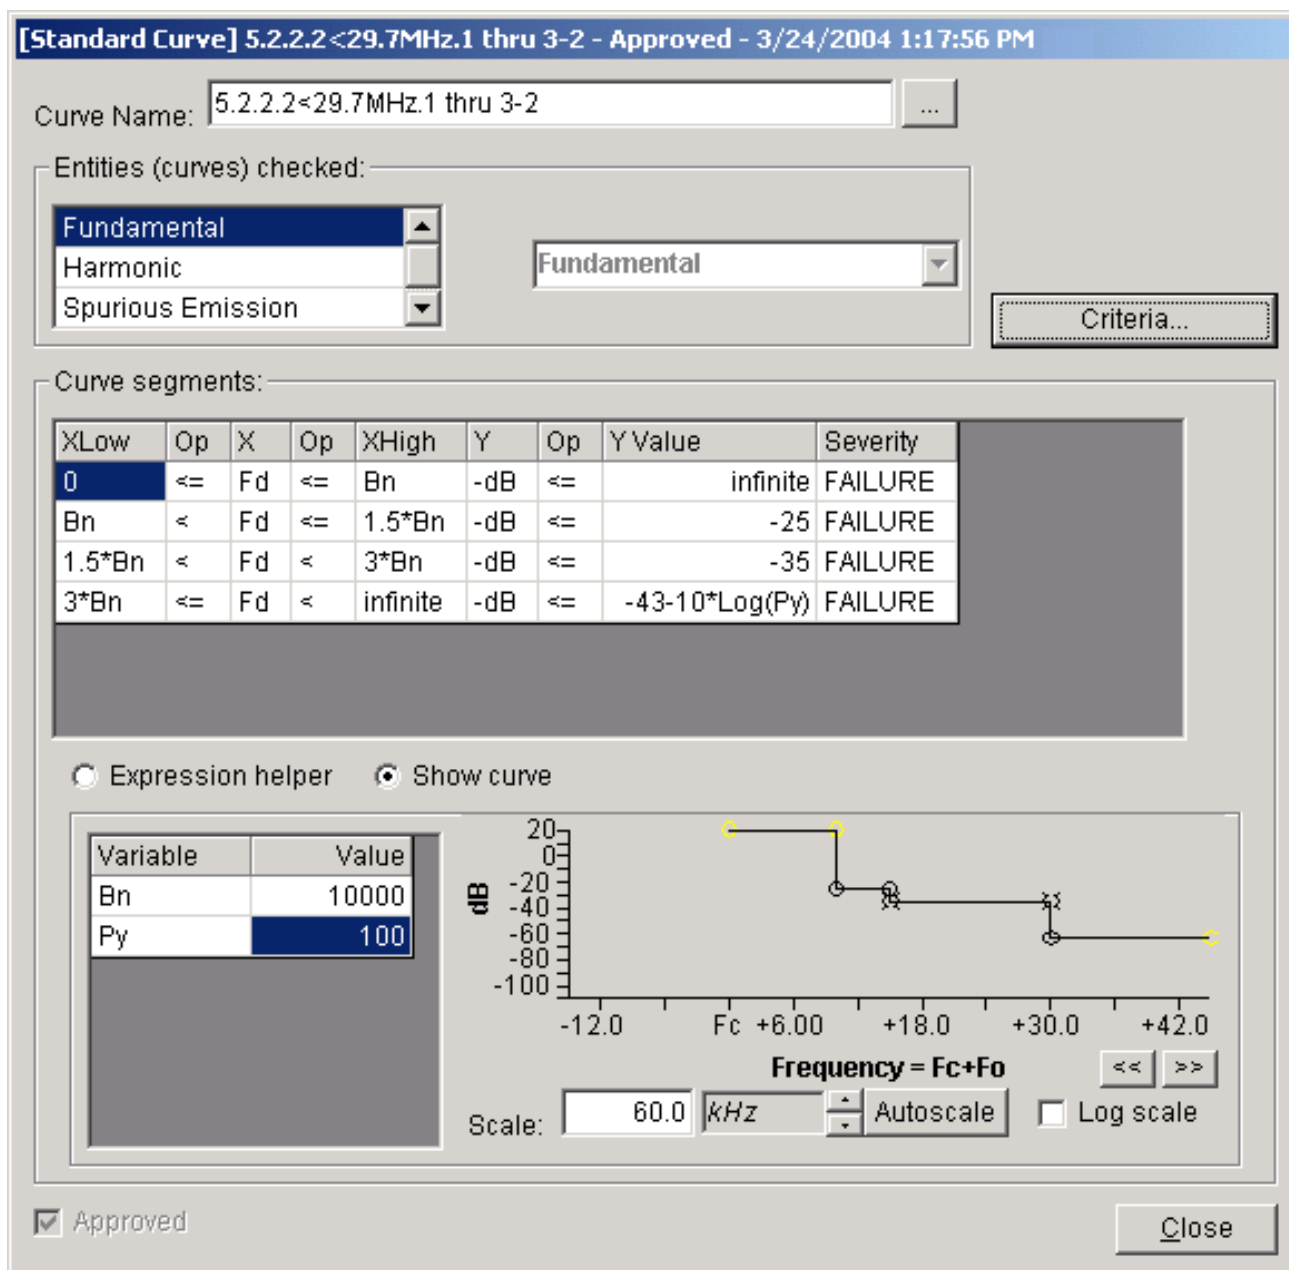 [Standard Curve] 5.2.2.2<29.7MHz.1 thru 3-2 - Approved - 3/24/2004 1:17:56 PM
Curve Name: 5.2.2.2<29.7MHz.1 thru 3-2 ...
Entities (curves) checked:
Fundamental
Harmonic
Spurious Emission
Fundamental
Criteria...
Curve segments:
XLow Op X Op XHigh Y Op Y Value Severity
0 <= Fd <= Bn -dB <= infinite FAILURE
Bn < Fd <= 1.5*Bn -dB <= -25 FAILURE
1.5*Bn < Fd < 3*Bn -dB <= -35 FAILURE
3*Bn <= Fd < infinite -dB <= -43-10*Log(Py) FAILURE
Expression helper Show curve
Variable Value
Bn 10000
Py 100
dB
20
0
-20
-40
-60
-80
-100
-12.0 Fc +6.00 +18.0 +30.0 +42.0
Frequency = Fc+Fo << >>
Scale: 60.0 kHz Autoscale Log scale
Approved
Close